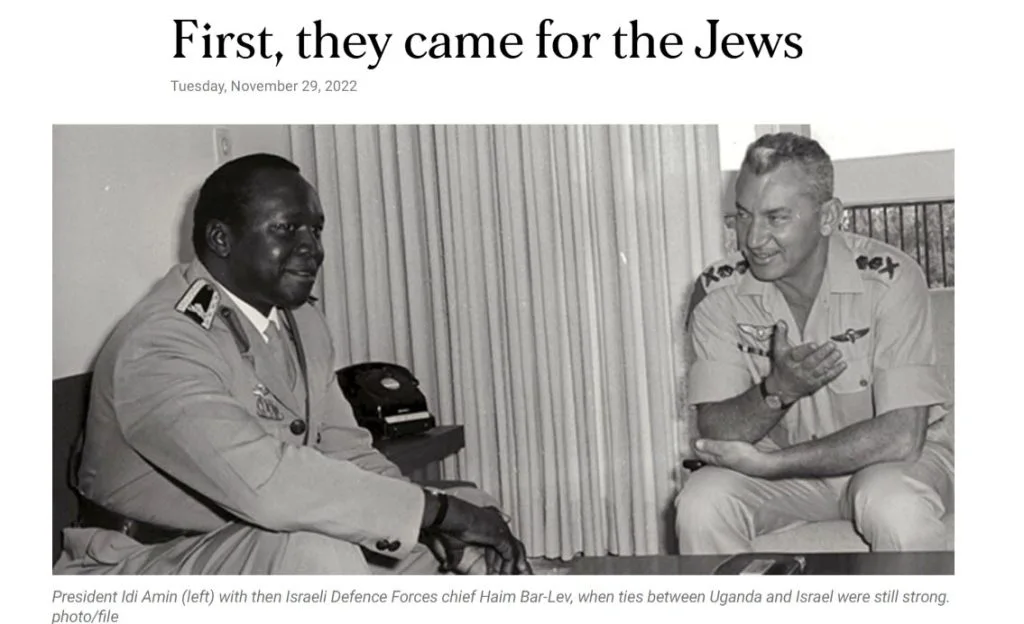 First, they came for the Jews
Tuesday, November 29, 2022
President Idi Amin (left) with then Israeli Defence Forces chief Haim Bar-Lev, when ties between Uganda and Israel were still strong.
photo/file